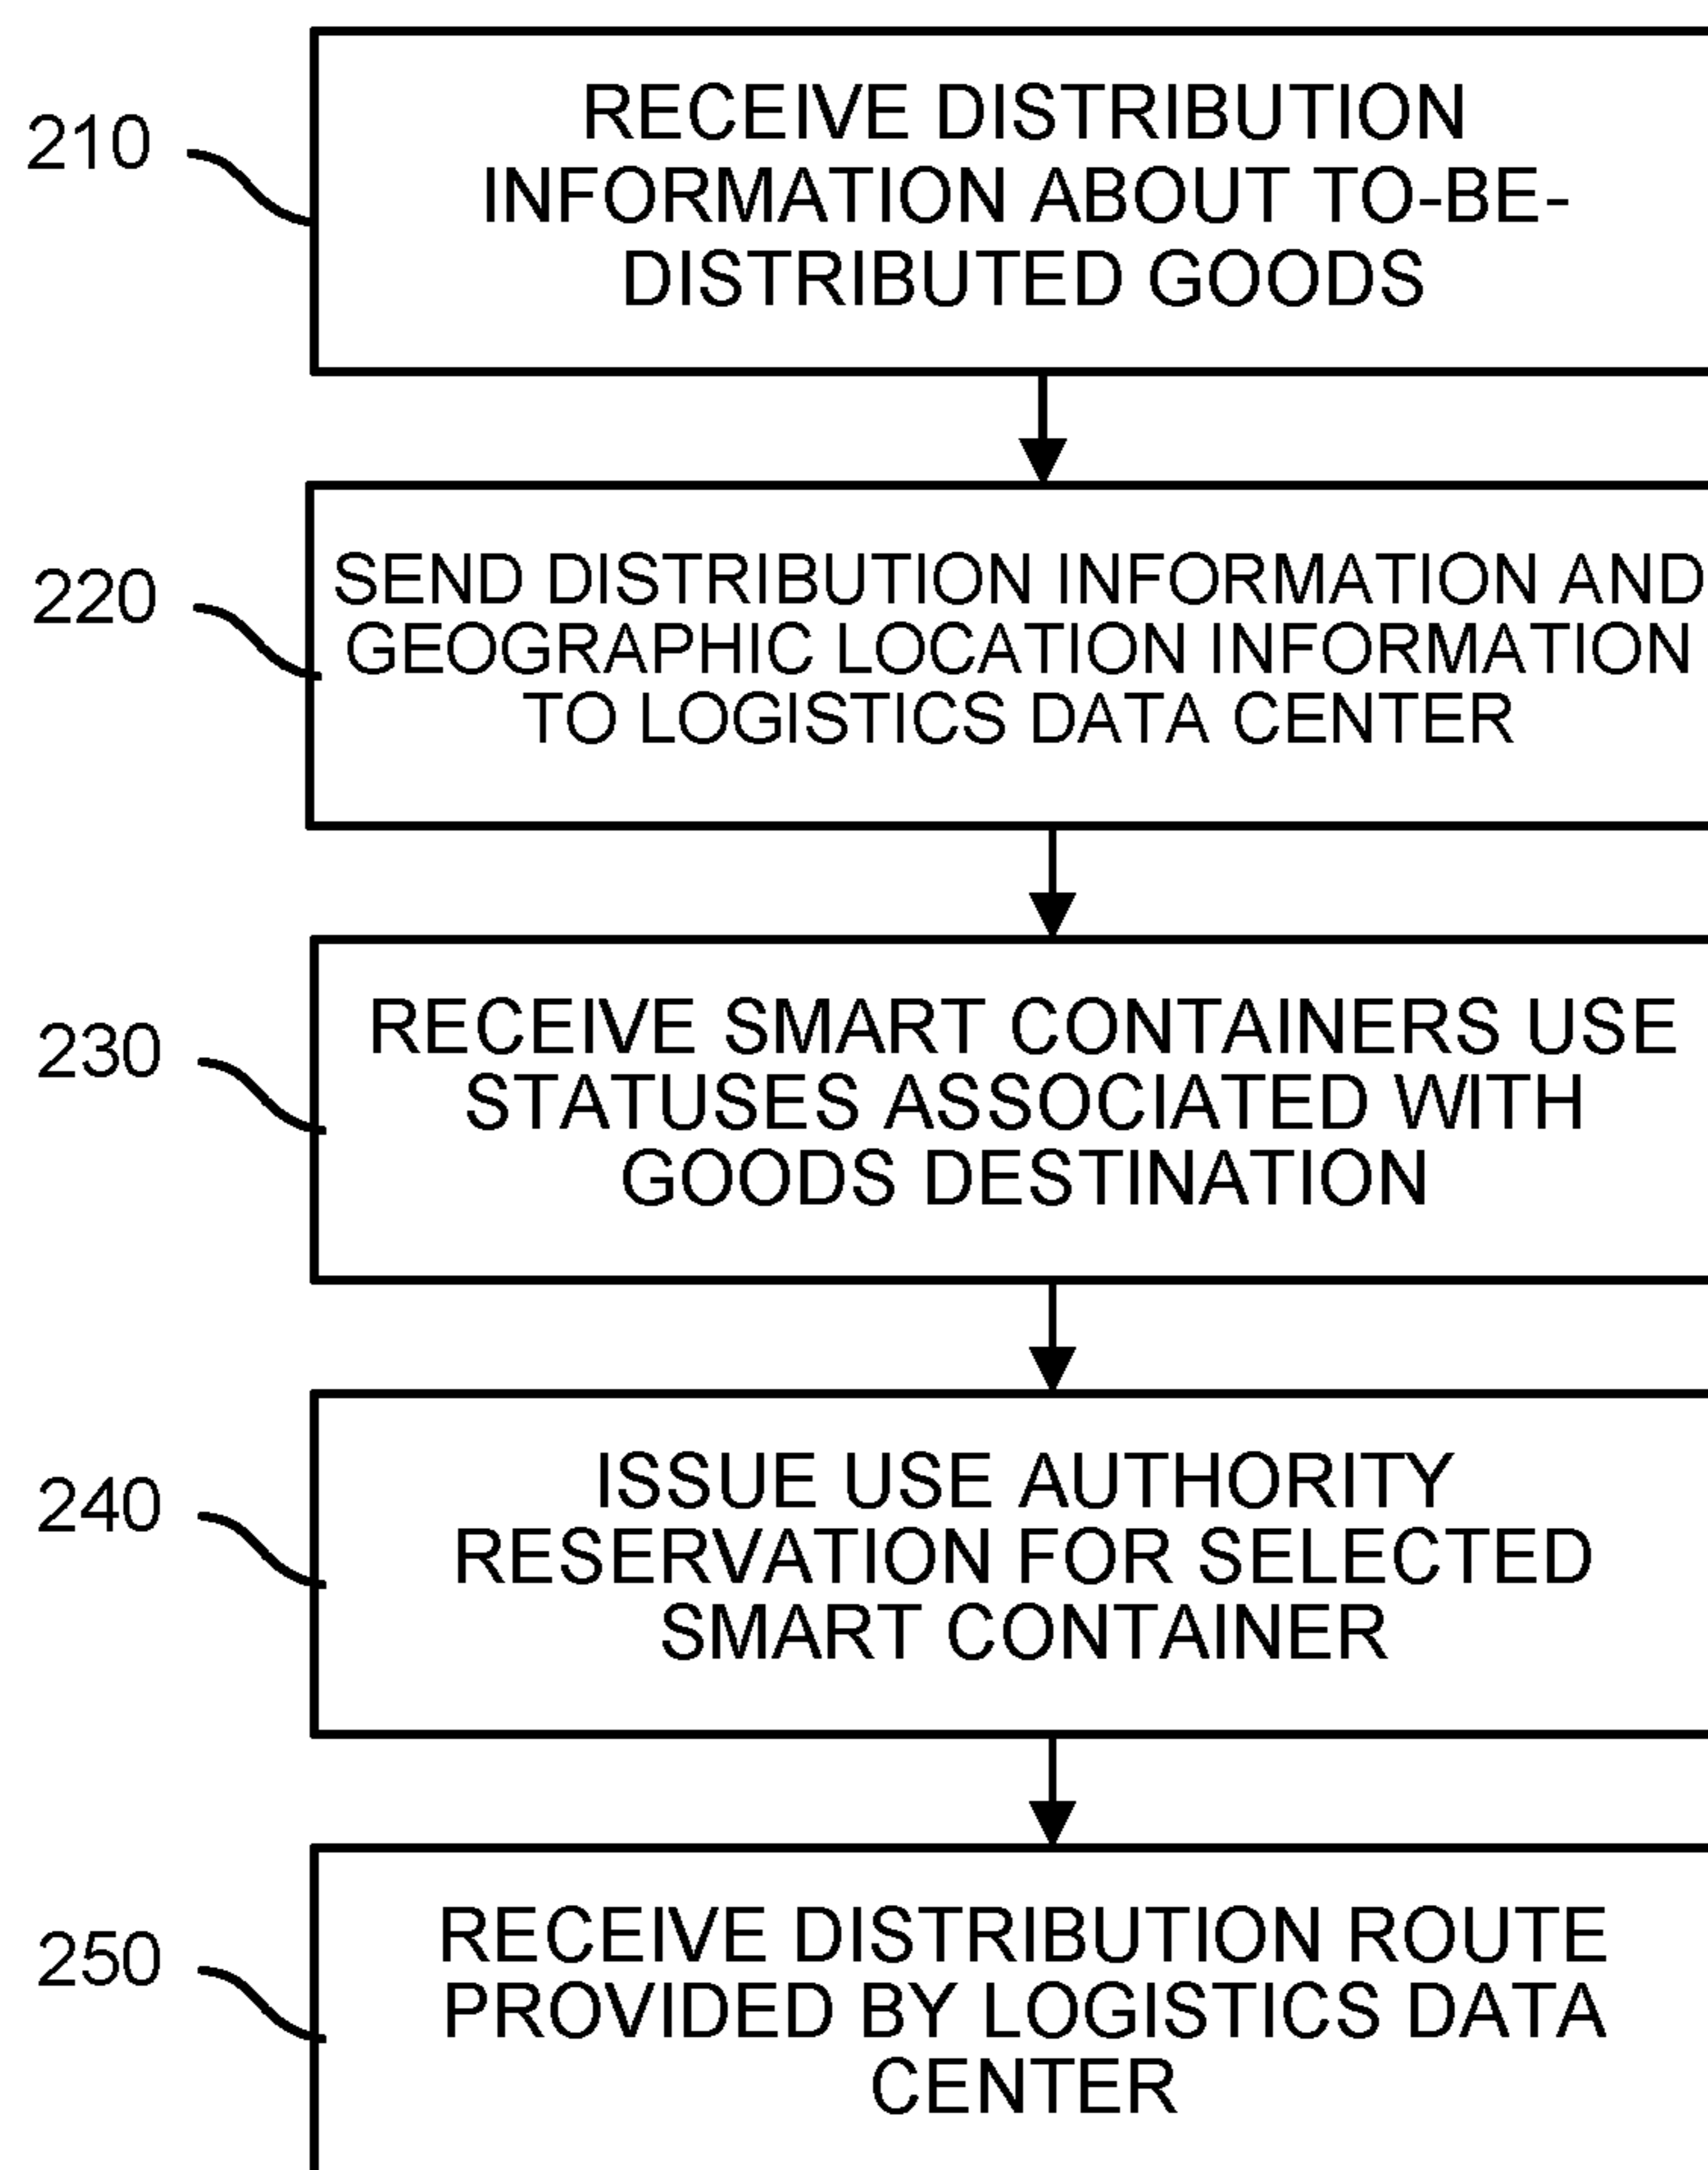 210
RECEIVE DISTRIBUTION
INFORMATION ABOUT TO-BE-
DISTRIBUTED GOODS
220
SEND DISTRIBUTION INFORMATION AND
GEOGRAPHIC LOCATION INFORMATION
TO LOGISTICS DATA CENTER
230
RECEIVE SMART CONTAINERS USE
STATUSES ASSOCIATED WITH
GOODS DESTINATION
240
ISSUE USE AUTHORITY
RESERVATION FOR SELECTED
SMART CONTAINER
250
RECEIVE DISTRIBUTION ROUTE
PROVIDED BY LOGISTICS DATA
CENTER